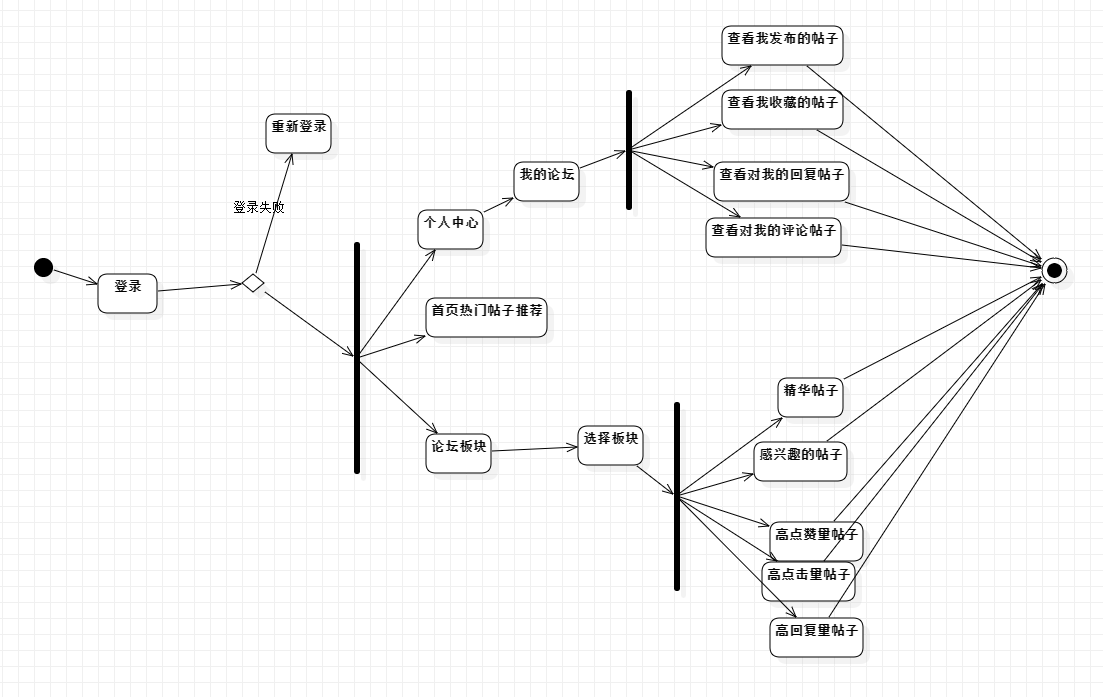 查看我发布的帖子
查看我收藏的帖子
重新登录
我的论坛
查看对我的回复帖子
登录失败
个人中心
查看对我的评论帖子
登录
首页热门帖子推荐
精华帖子
论坛板块
选择板块
感兴趣的帖子
高点赞量帖子
高点击量帖子
高回复量帖子